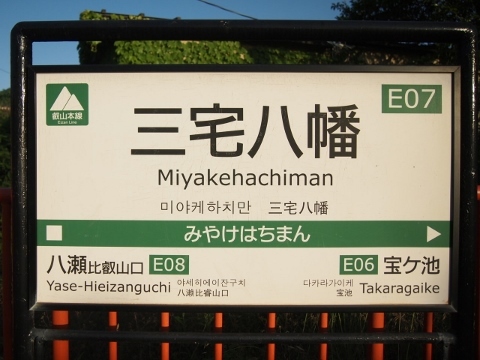 叡山本線
Eizan Line
E07
三宅八幡
Miyakehachiman
미야케하치만 三宅八幡
みやけはちまん
八瀬比叡山口 E08
Yase-Hieizanguchi
야세히에이잔구치
八瀬比睿山口
E06 宝ケ池
다카라가이케
宝池
Takaragaike